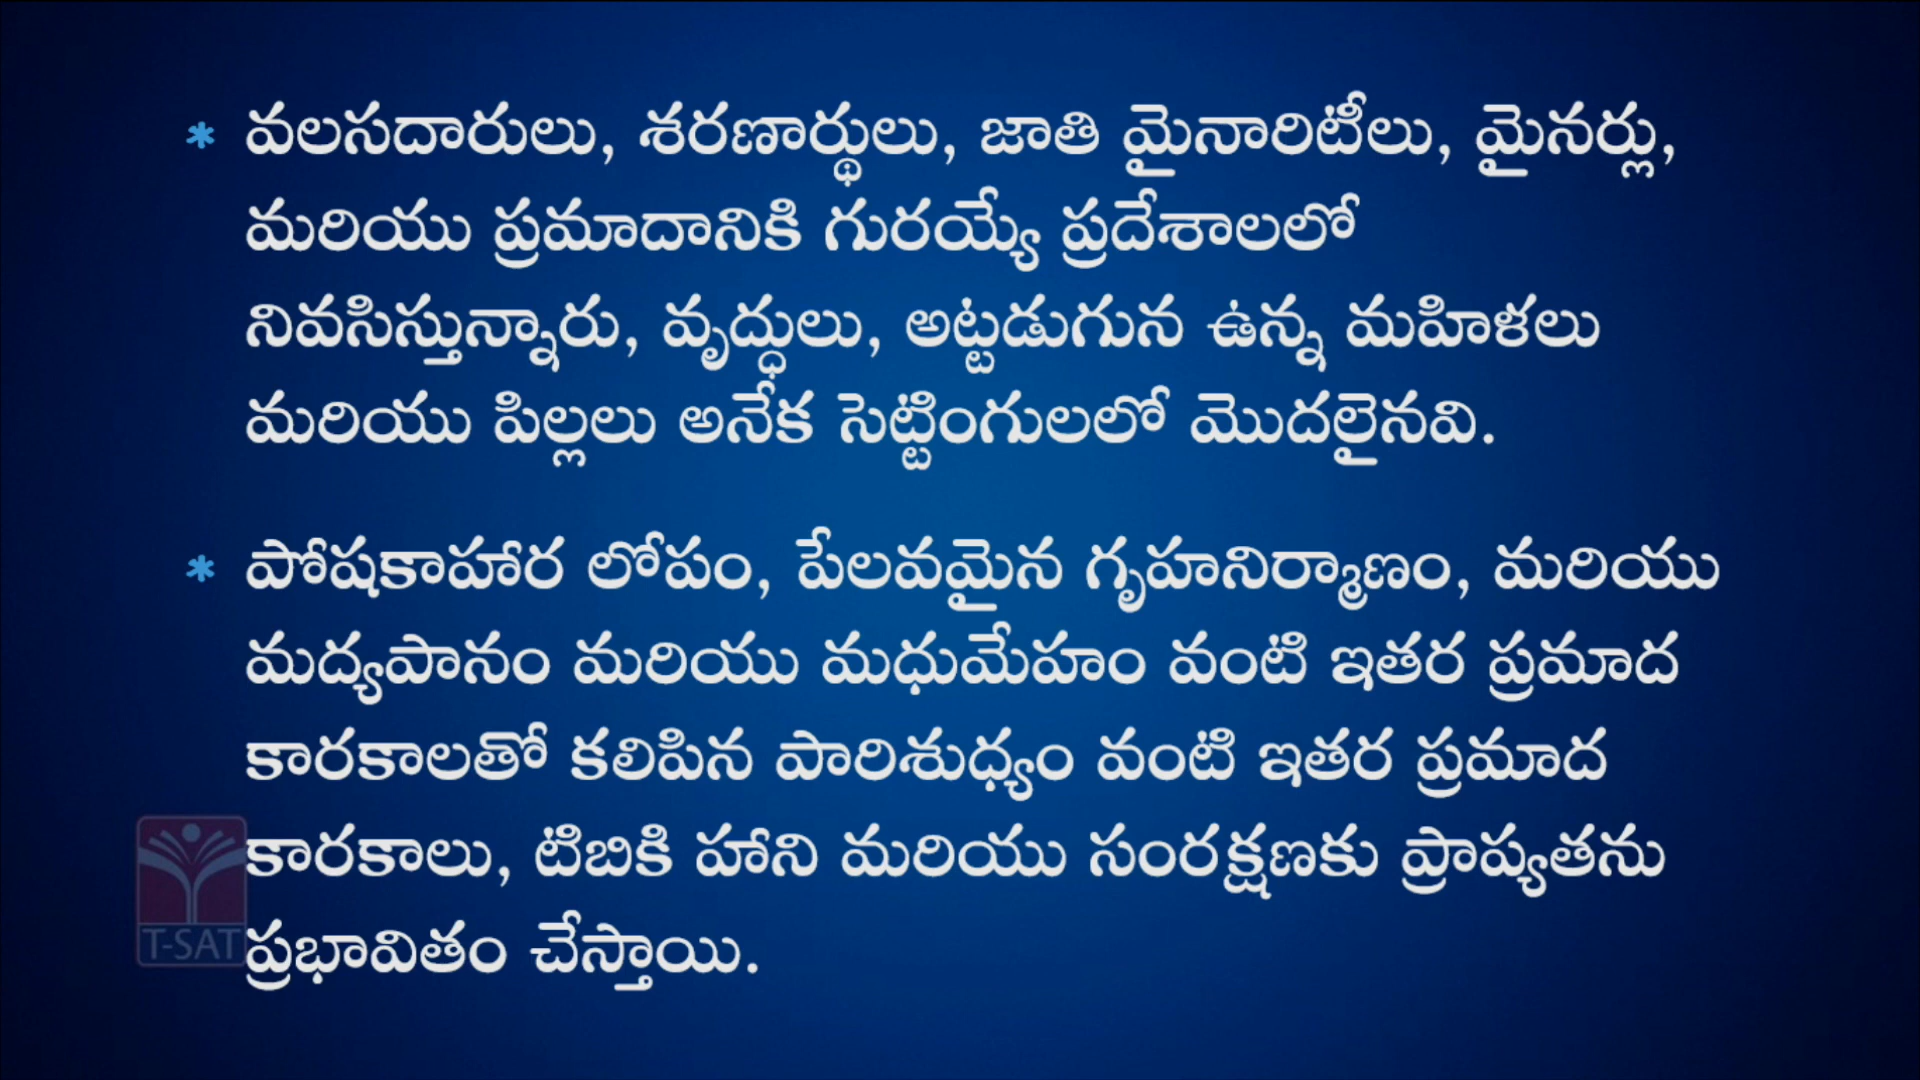 * వలసదారులు, శరణార్థులు, జాతి మైనారిటీలు, మైనర్లు,
మరియు ప్రమాదానికి గురయ్యే ప్రదేశాలలో
నివసిస్తున్నారు, వృద్ధులు, అట్టడుగున ఉన్న మహిళలు
మరియు పిల్లలు అనేక సెట్టింగులలో మొదలైనవి.
* పోషకాహార లోపం, పేలవమైన గృహనిర్మాణం, మరియు
మద్యపానం మరియు మధుమేహం వంటి ఇతర ప్రమాద
కారకాలతో కలిపిన పారిశుధ్యం వంటి ఇతర ప్రమాద
కారకాలు, టిబికి హాని మరియు సంరక్షణకు ప్రాప్యతను
ప్రభావితం చేస్తాయి.
T-SAT